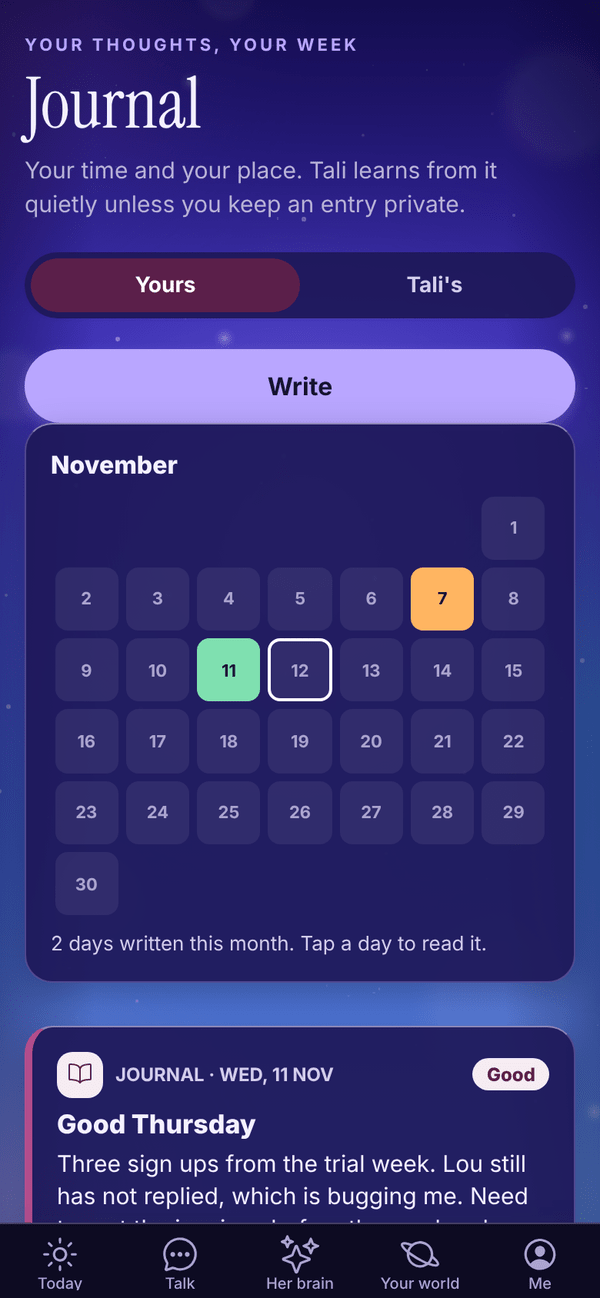 YOUR THOUGHTS, YOUR WEEK
Journal
Your time and your place. Tali learns from it
quietly unless you keep an entry private.
Yours
Tali's
Write
November
1
2 3 4 5 6 7 8
9 10 11 12 13 14 15
16 17 18 19 20 21 22
23 24 25 26 27 28 29
30
2 days written this month. Tap a day to read it.
JOURNAL · WED, 11 NOV
Good
Good Thursday
Three sign ups from the trial week. Lou still
has not replied, which is bugging me. Need
Today
Talk
Her brain
Your world
Me